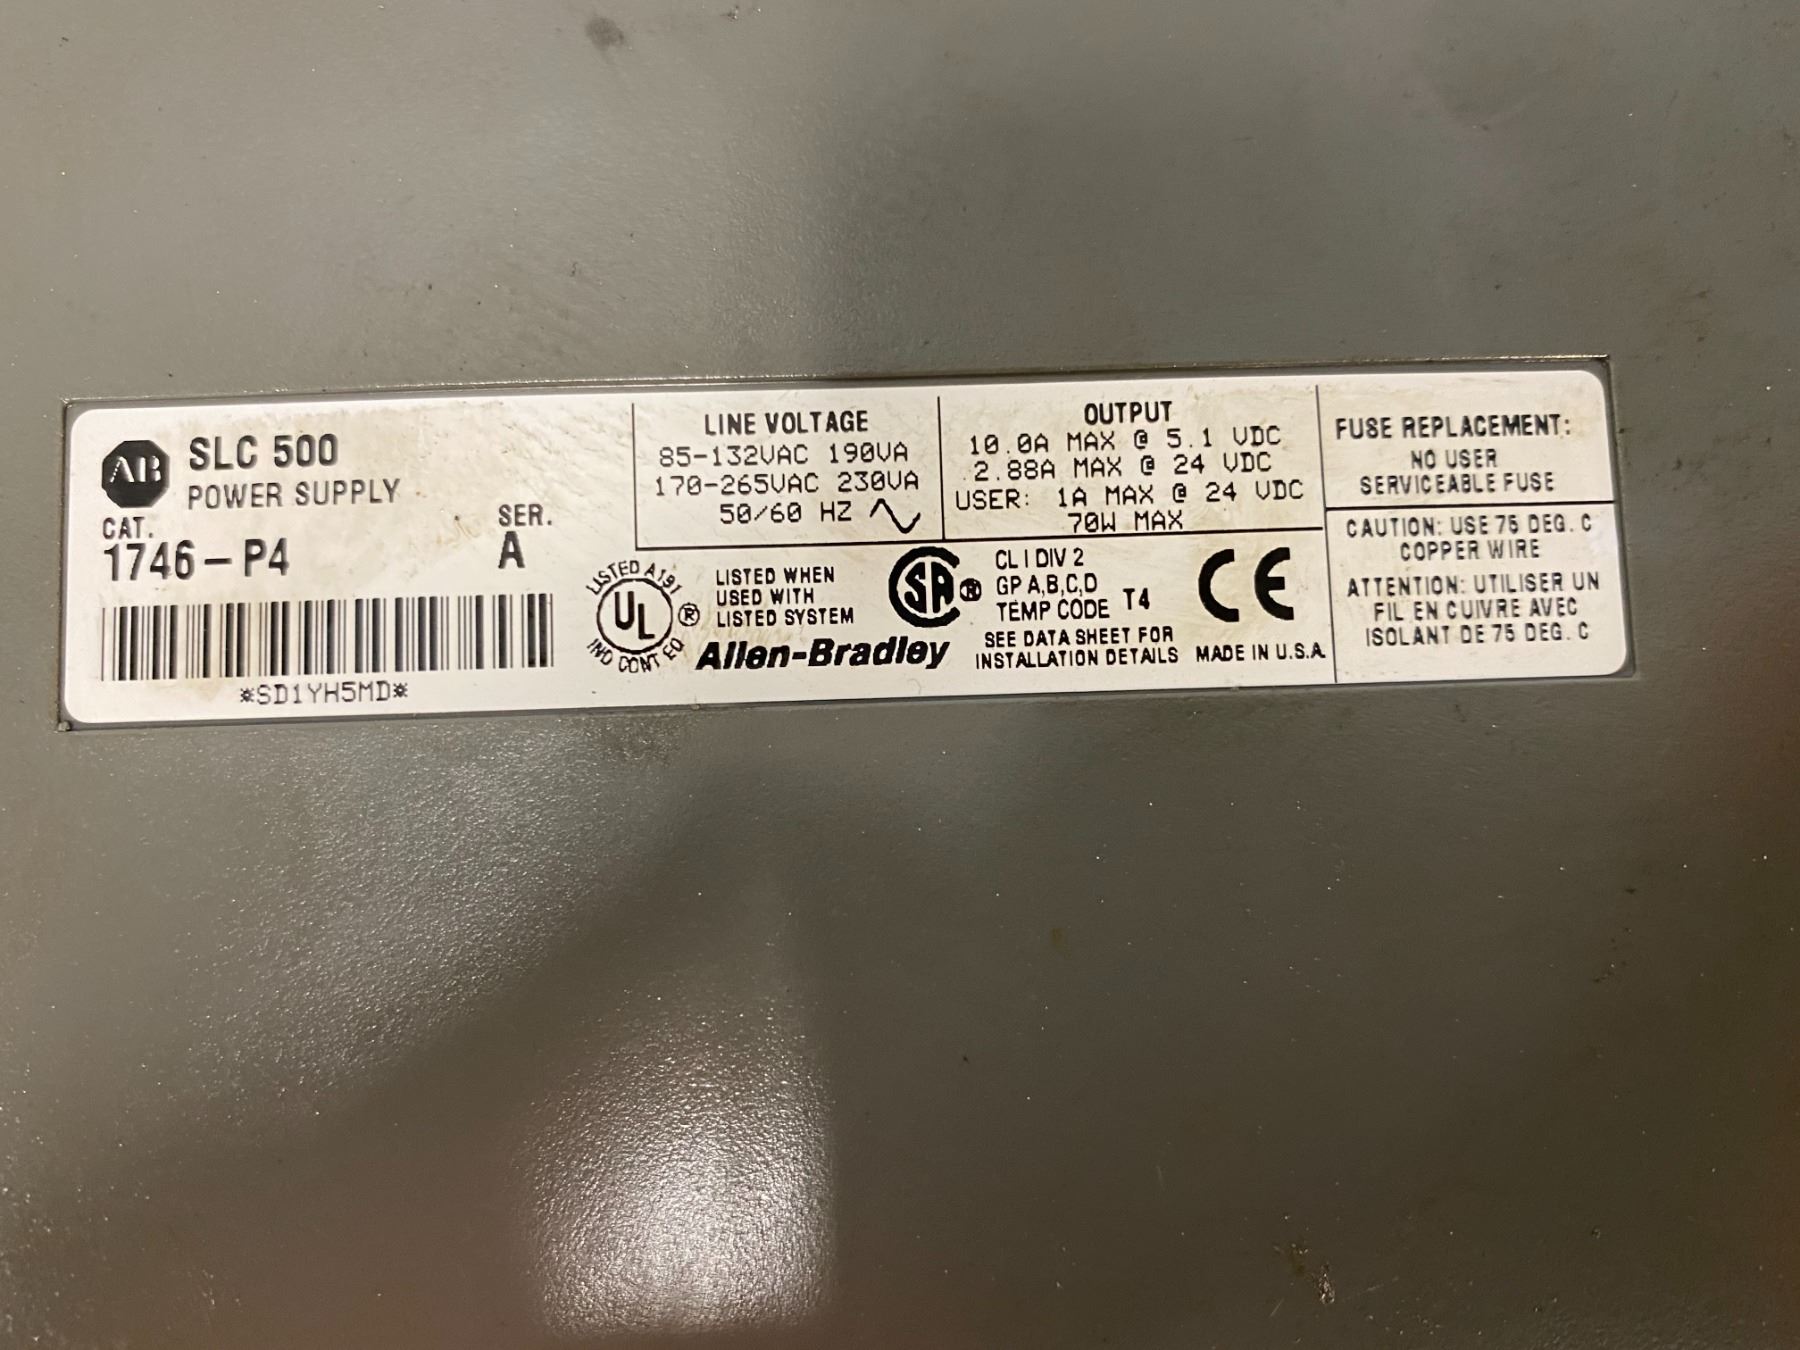 AB
SLC 500
POWER SUPPLY
CAT.
SER.
1746-P4
A
*SD1YH5MD*
LINE VOLTAGE
85-132VAC 190VA
170-265VAC 230VA
50/60 HZ
OUTPUT
10.0A MAX @ 5.1 VDC
2.88A MAX @ 24 VDC
USER: 1A MAX @ 24 VDC
70W MAX
FUSE REPLACEMENT:
NO USER
SERVICEABLE FUSE
CAUTION: USE 75 DEG. C
COPPER WIRE
ATTENTION: UTILISER UN
FIL EN CUIVRE AVEC
ISOLANT DE 75 DEG. C
LISTED A191
UL ®
IND CONT EQ
LISTED WHEN
USED WITH
LISTED SYSTEM
Allen-Bradley
SA ®
CL I DIV 2
GP A,B,C,D
TEMP CODE T4
SEE DATA SHEET FOR
INSTALLATION DETAILS
CE
MADE IN U.S.A.